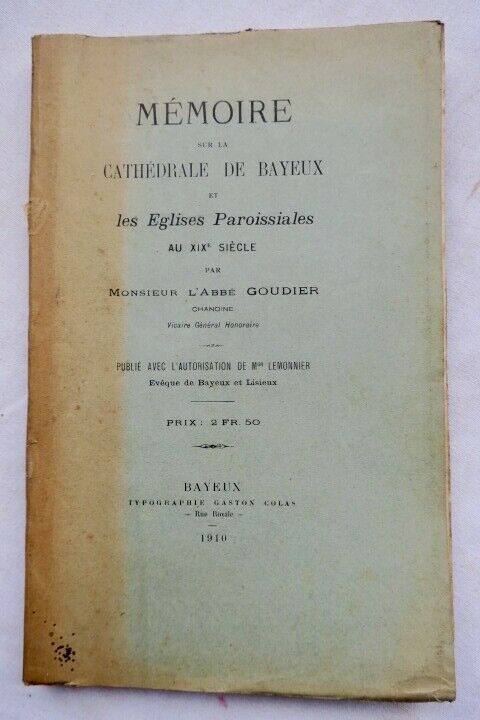 MÉMOIRE
SUR LA
CATHÉDRALE DE BAYEUX
ET
les Eglises Paroissiales
AU XIXᵉ SIÈCLE
PAR
MONSIEUR L'ABBÉ GOUDIER
CHANOINE
Vicaire Général Honoraire
PUBLIÉ AVEC L'AUTORISATION DE Mᴳᴿ LEMONNIER
Evêque de Bayeux et Lisieux
PRIX : 2 FR. 50
BAYEUX
TYPOGRAPHIE GASTON COLAS
— Rue Royale —
1910